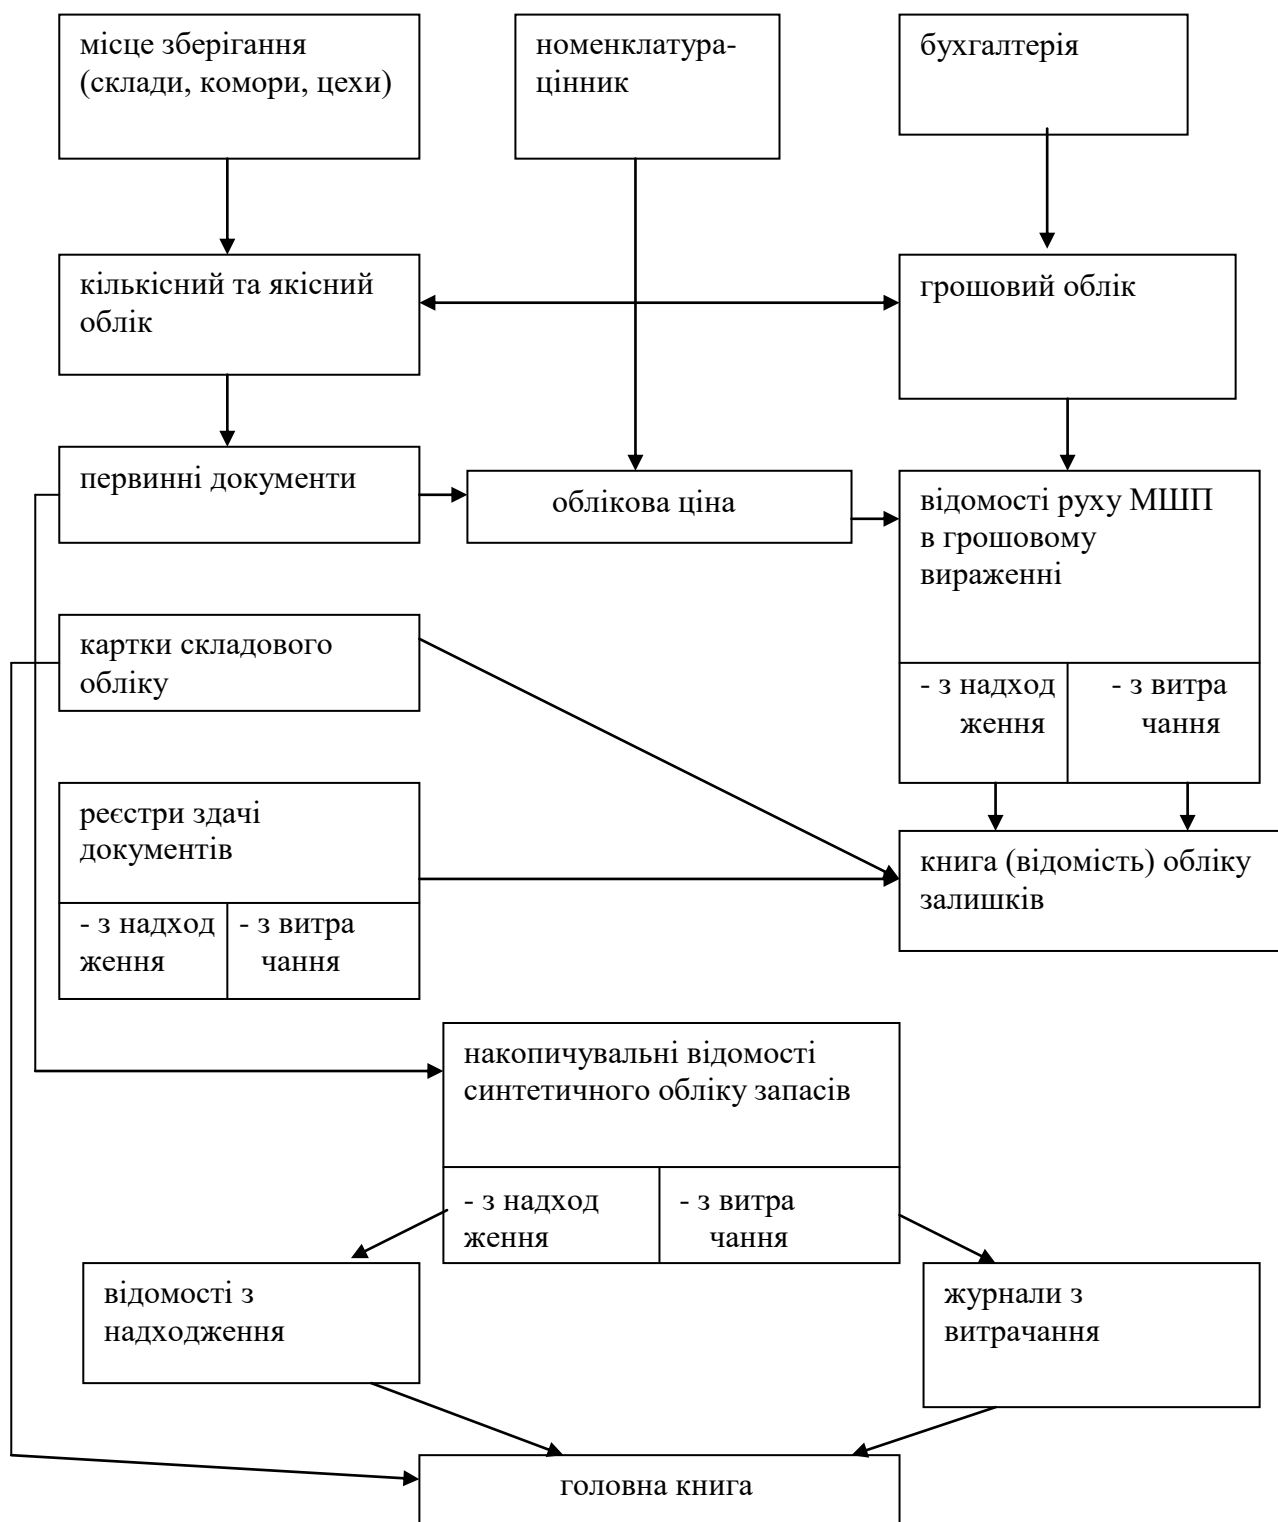 місце зберігання
(склади, комори, цехи)
номенклатура-
цінник
бухгалтерія
кількісний та якісний
облік
грошовий облік
первинні документи
облікова ціна
відомості руху МШП
в грошовому
вираженні
- з надход
ження
- з витра
чання
картки складового
обліку
реєстри здачі
документів
- з надход
ження
- з витра
чання
книга (відомість) обліку
залишків
накопичувальні відомості
синтетичного обліку запасів
- з надход
ження
- з витра
чання
відомості з
надходження
журнали з
витрачання
головна книга